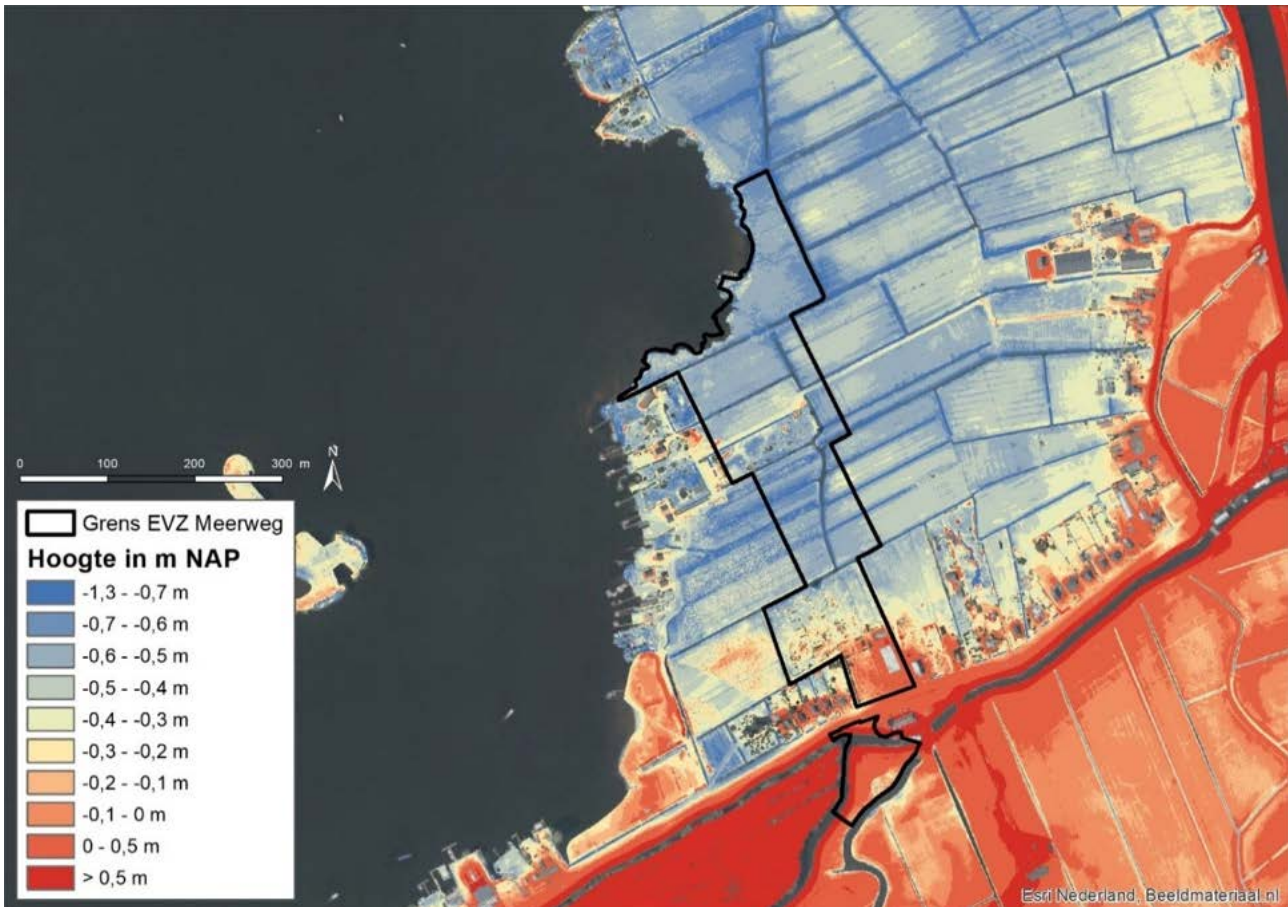 0 100 200 300 m
N
Grens EVZ Meerweg
Hoogte in m NAP
-1,3 - -0,7 m
-0,7 - -0,6 m
-0,6 - -0,5 m
-0,5 - -0,4 m
-0,4 - -0,3 m
-0,3 - -0,2 m
-0,2 - -0,1 m
-0,1 - 0 m
0 - 0,5 m
> 0,5 m
Esri Nederland, Beeldmateriaal.nl